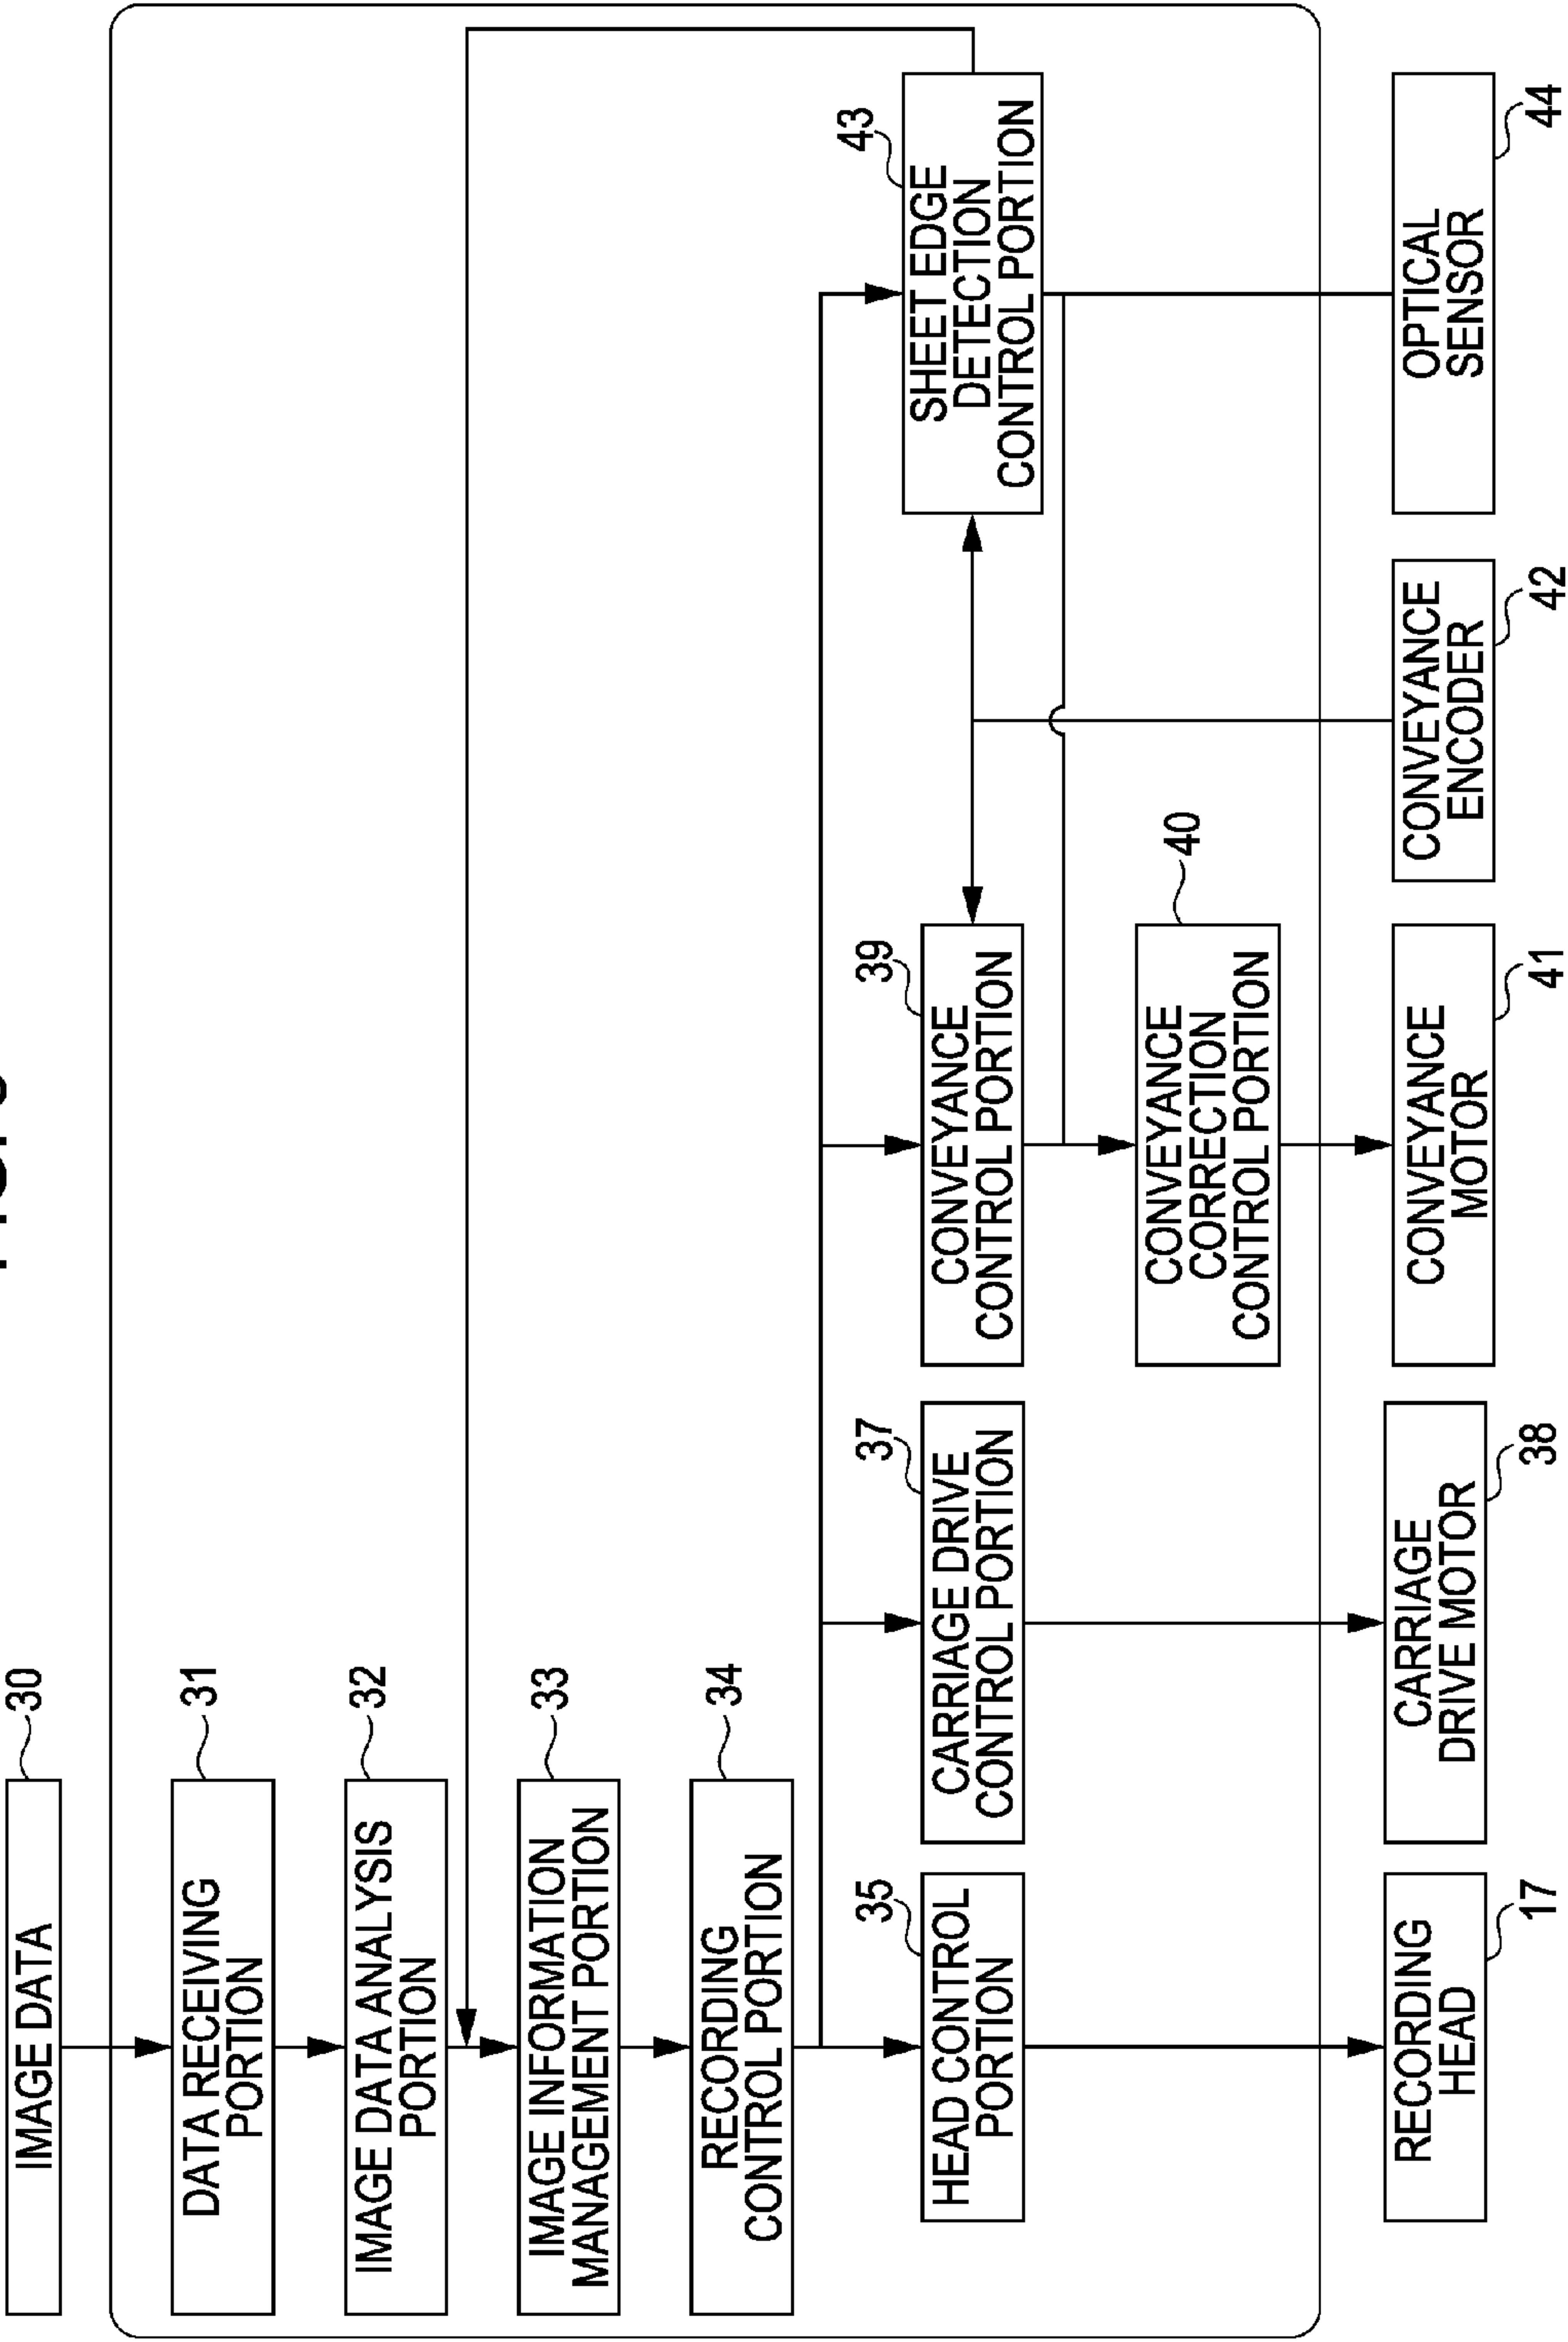 30
IMAGE DATA
31
DATA RECEIVING
PORTION
32
IMAGE DATA ANALYSIS
PORTION
33
IMAGE INFORMATION
MANAGEMENT PORTION
34
RECORDING
CONTROL PORTION
35
HEAD CONTROL
PORTION
37
CARRIAGE DRIVE
CONTROL PORTION
39
CONVEYANCE
CONTROL PORTION
43
SHEET EDGE
DETECTION
CONTROL PORTION
40
CONVEYANCE
CORRECTION
CONTROL PORTION
RECORDING
HEAD
17
CARRIAGE
DRIVE MOTOR
38
CONVEYANCE
MOTOR
41
CONVEYANCE
ENCODER
42
OPTICAL
SENSOR
44